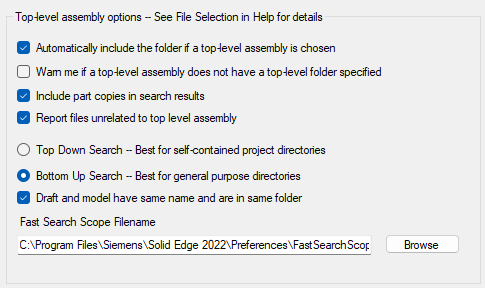 Top-level assembly options -- See File Selection in Help for details
Automatically include the folder if a top-level assembly is chosen
Warn me if a top-level assembly does not have a top-level folder specified
Include part copies in search results
Report files unrelated to top level assembly
Top Down Search -- Best for self-contained project directories
Bottom Up Search -- Best for general purpose directories
Draft and model have same name and are in same folder
Fast Search Scope Filename
C:\Program Files\Siemens\Solid Edge 2022\Preferences\FastSearchScop Browse